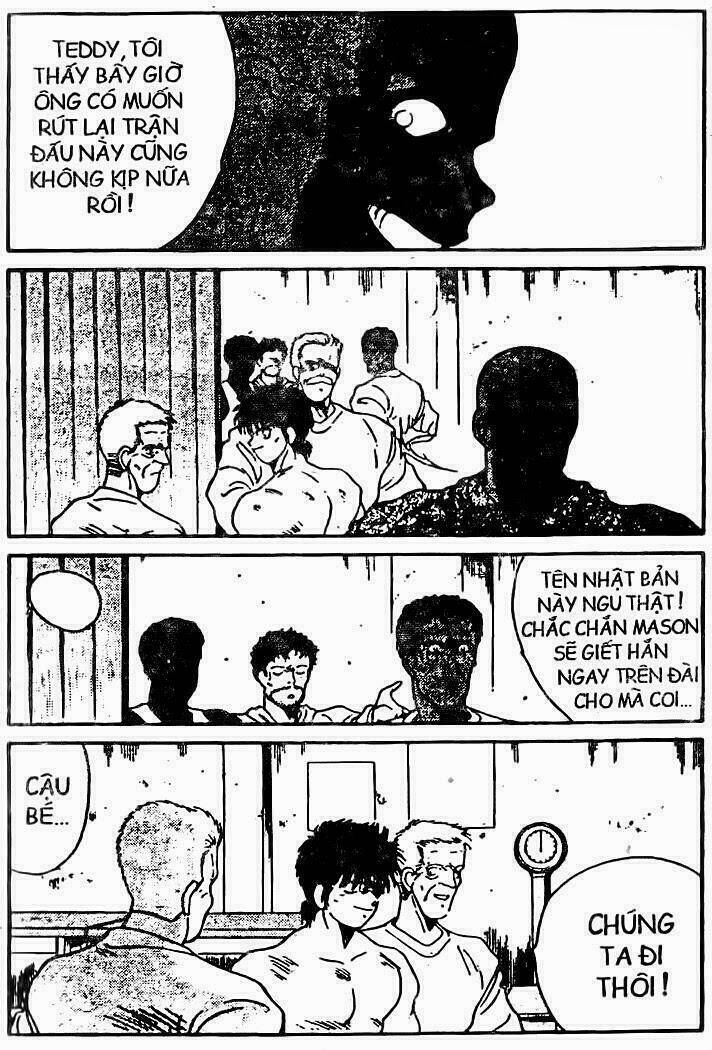 TEDDY, TÔI
THẤY BÂY GIỜ
ÔNG CÓ MUỐN
RÚT LẠI TRẬN
ĐẤU NÀY CŨNG
KHÔNG KỊP NỮA
RỒI!
TÊN NHẬT BẢN
NÀY NGU THẬT!
CHẮC CHẮN MASON
SẼ GIẾT HẮN
NGAY TRÊN ĐÀI
CHO MÀ COI...
CẬU
BÉ...
CHÚNG
TA ĐI
THÔI!